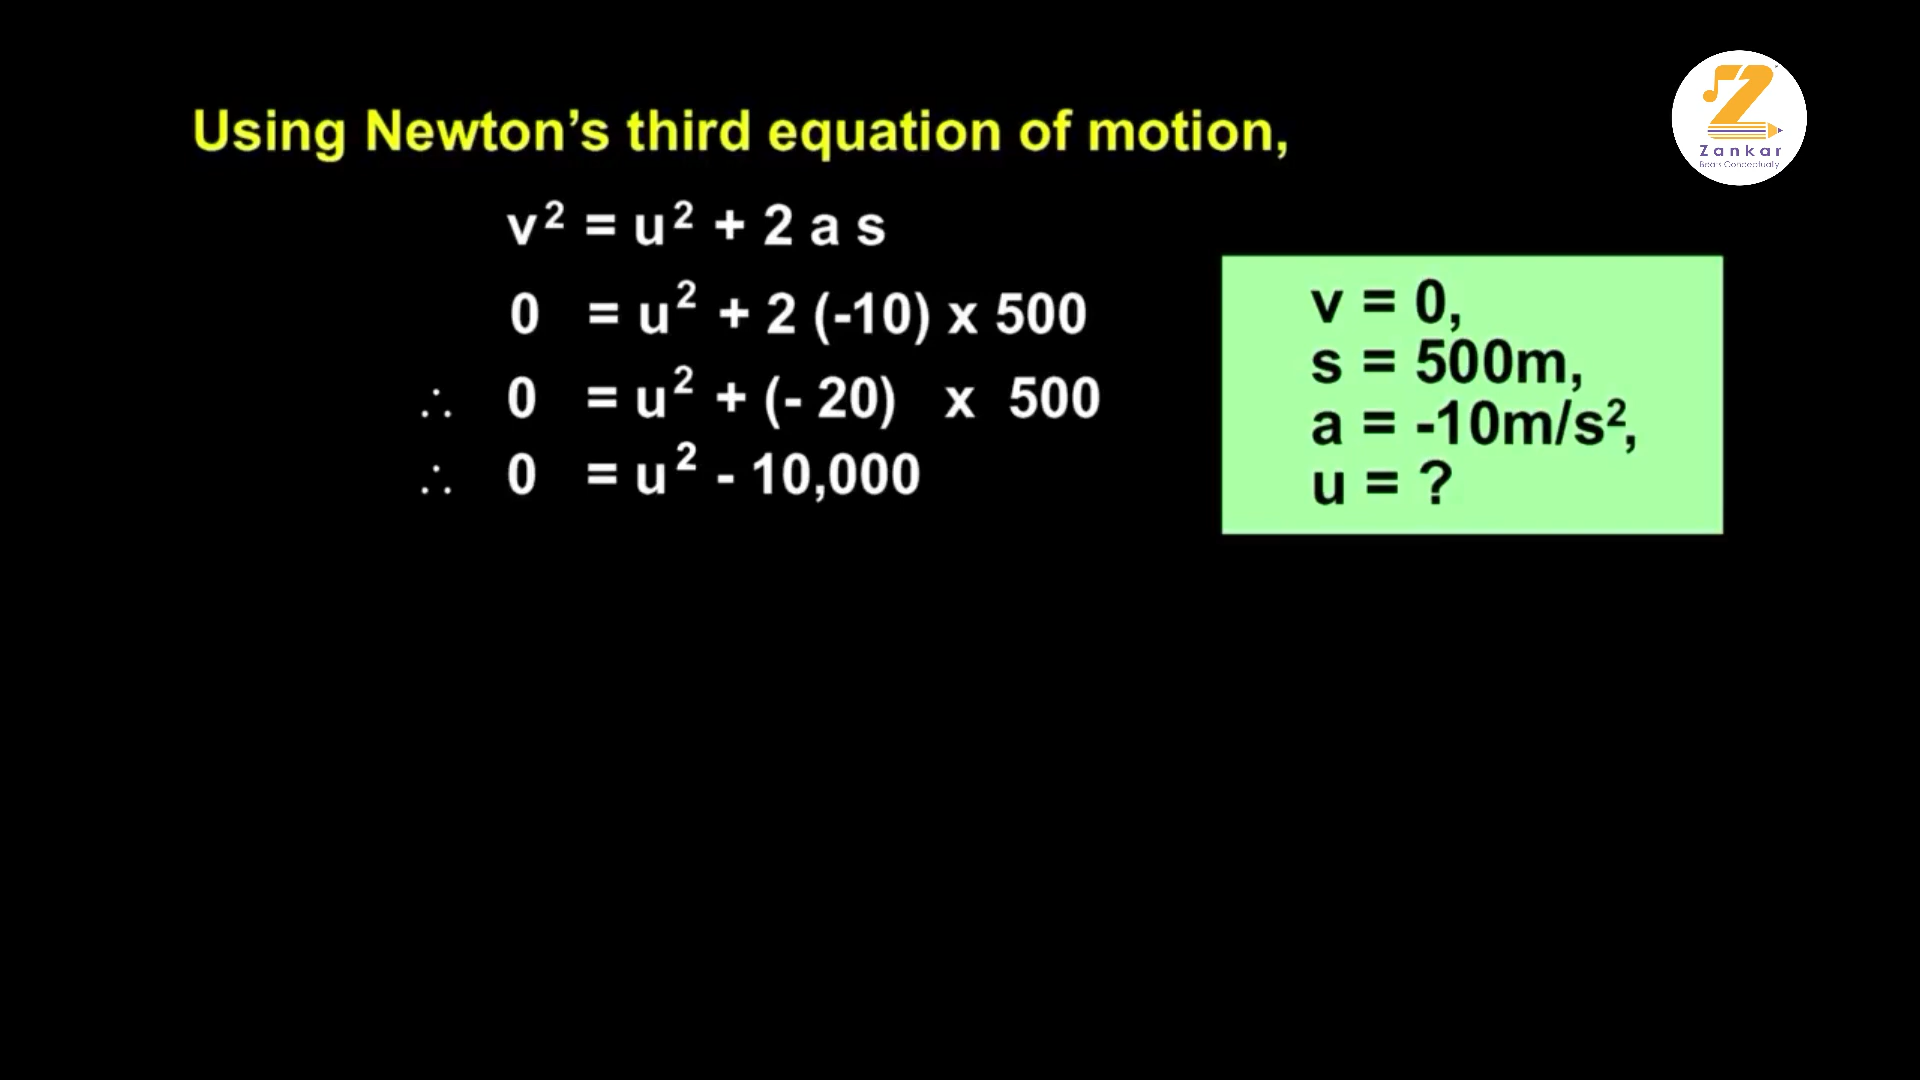 Using Newton’s third equation of motion,
v² = u² + 2 a s
0 = u² + 2 (-10) x 500
∴ 0 = u² + (- 20) x 500
∴ 0 = u² - 10,000
v = 0,
s = 500m,
a = -10m/s²,
u = ?
Z a n k a r